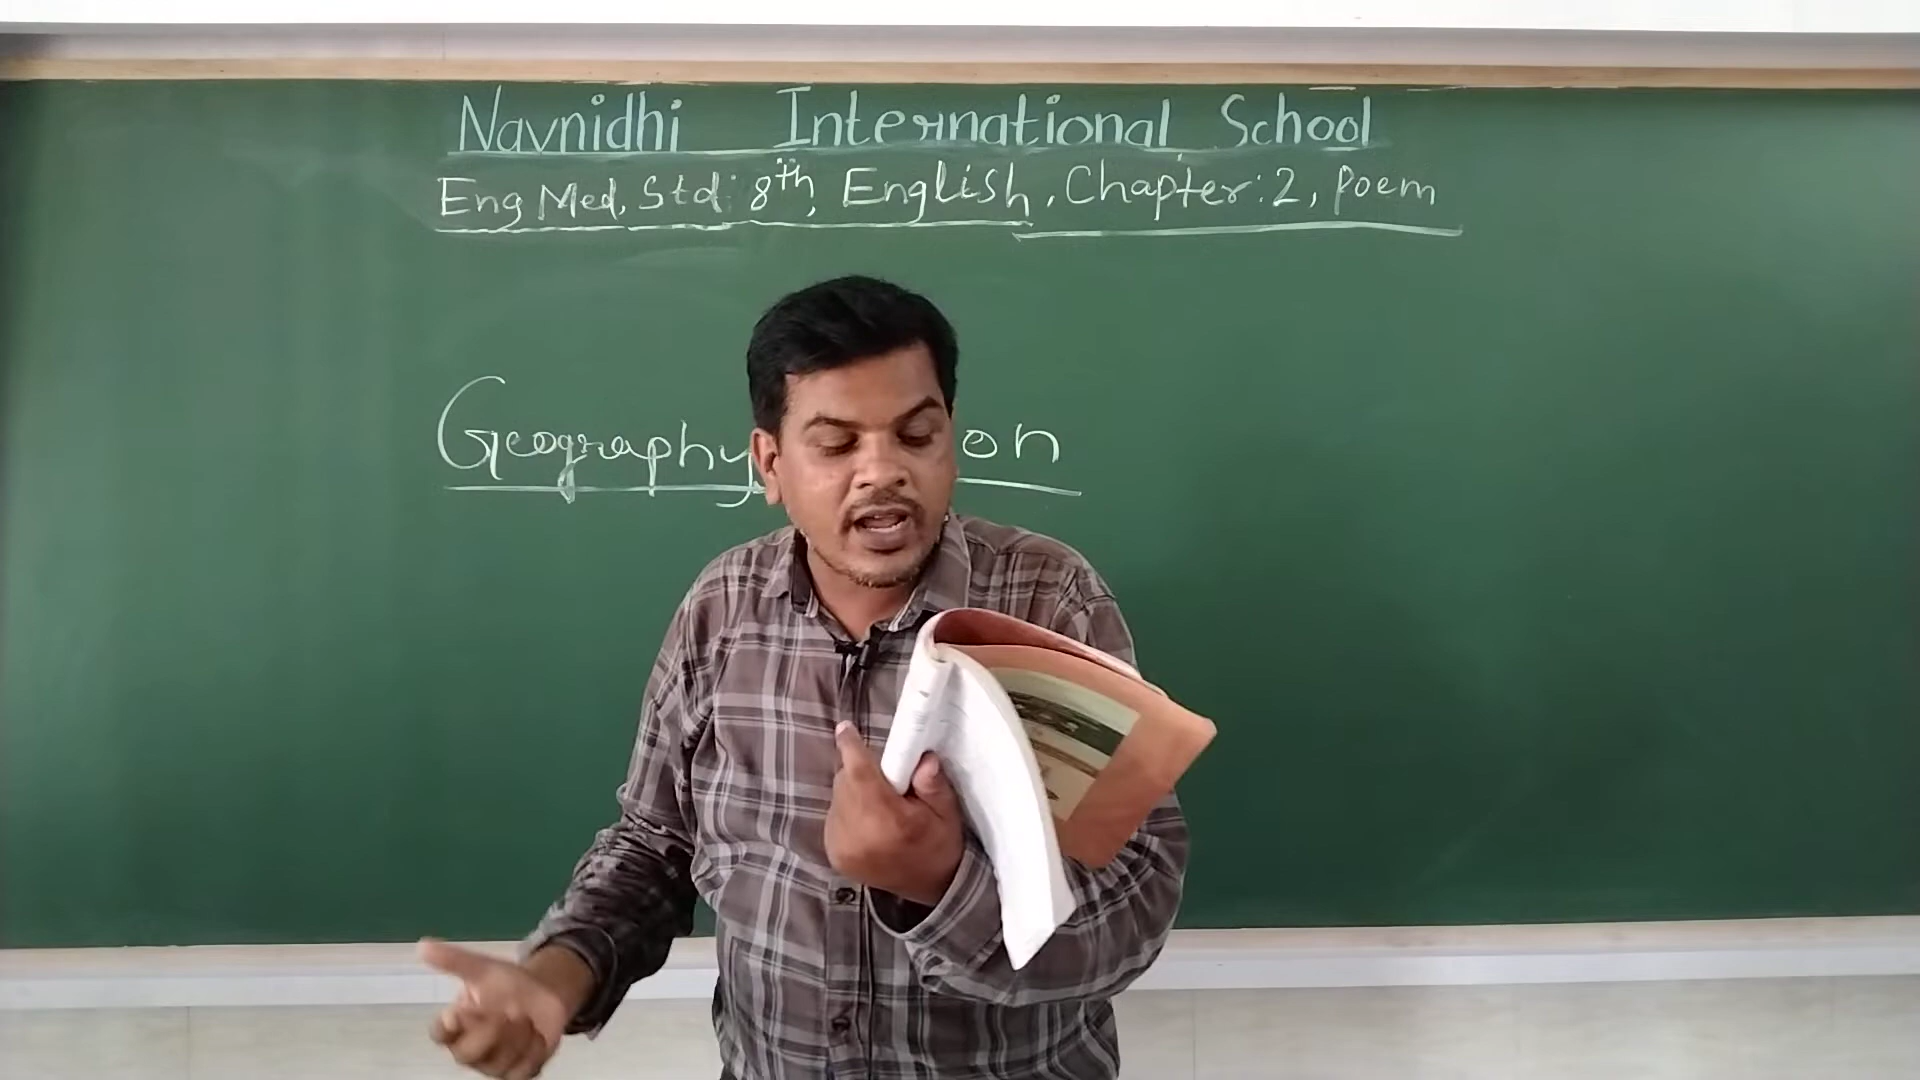 Navnidhi International School
Eng Med, Std: 8th, English, Chapter: 2, Poem
Geography on